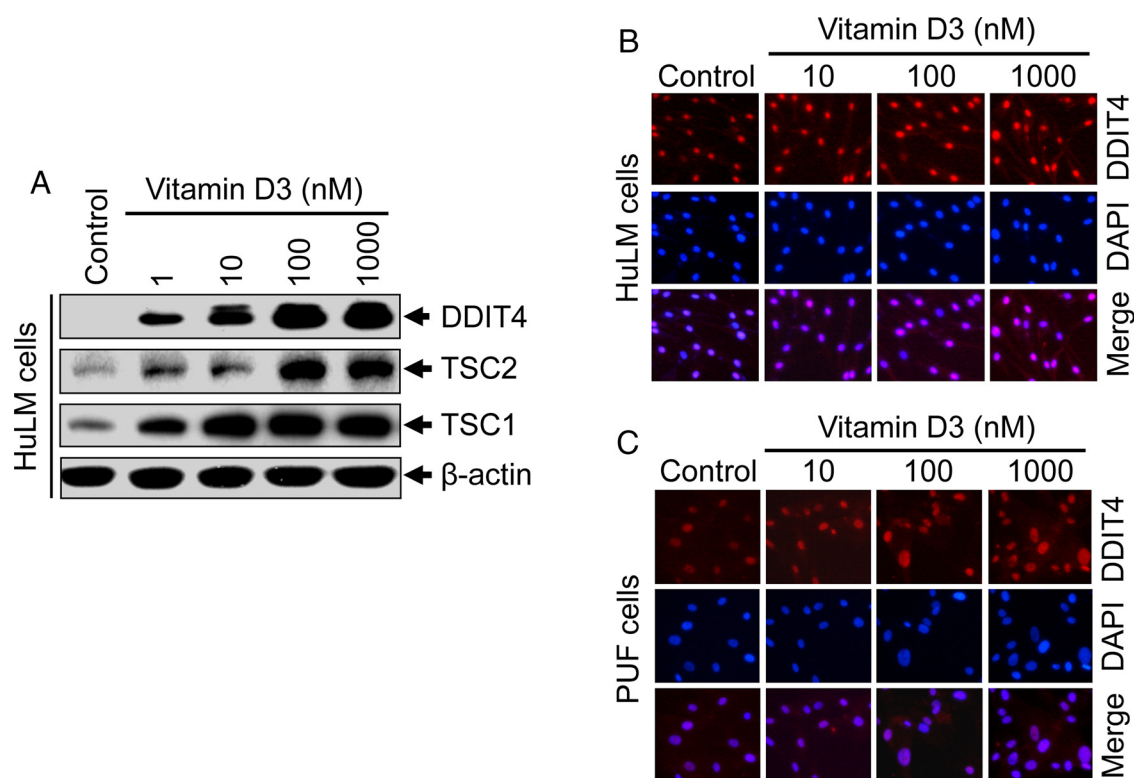 A
Vitamin D3 (nM)
Control
1
10
100
1000
HuLM cells
DDIT4
TSC2
TSC1
β-actin
B
Vitamin D3 (nM)
Control
10
100
1000
HuLM cells
DDIT4
DAPI
Merge
C
Vitamin D3 (nM)
Control
10
100
1000
PUF cells
DDIT4
DAPI
Merge